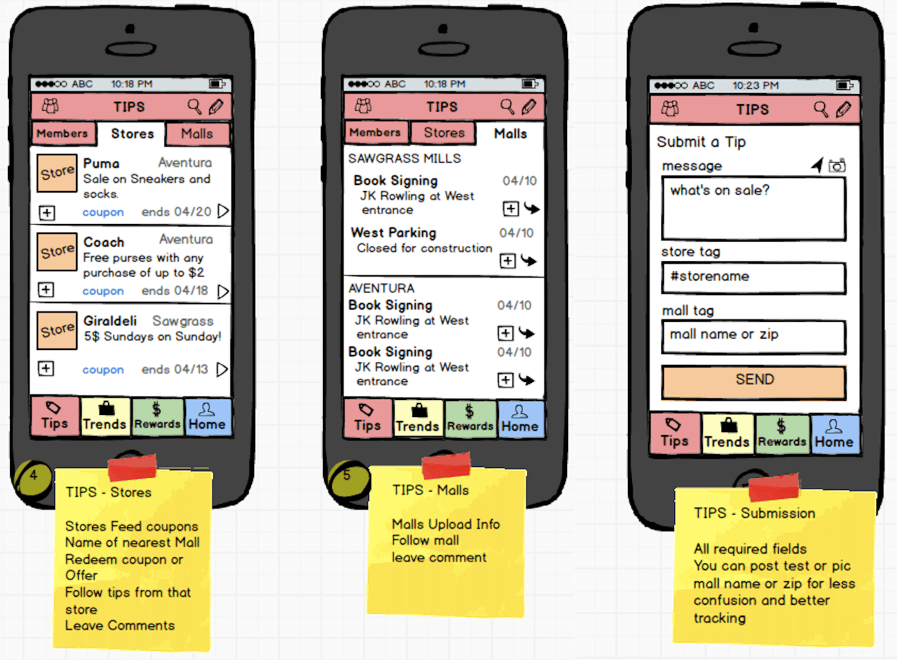 ABC 10:18 PM
TIPS
Members Stores Malls
Store
Puma Aventura
Sale on Sneakers and
socks.
coupon ends 04/20
Store
Coach Aventura
Free purses with any
purchase of up to $2
coupon ends 04/18
Store
Giraldeli Sawgrass
5$ Sundays on Sunday!
coupon ends 04/13
Tips Trends Rewards Home
4
TIPS - Stores
Stores Feed coupons
Name of nearest Mall
Redeem coupon or
Offer
Follow tips from that
store
Leave Comments
ABC 10:18 PM
TIPS
Members Stores Malls
SAWGRASS MILLS
Book Signing 04/10
JK Rowling at West
entrance
West Parking 04/10
Closed for construction
AVENTURA
Book Signing 04/10
JK Rowling at West
entrance
Book Signing 04/10
JK Rowling at West
entrance
Tips Trends Rewards Home
5
TIPS - Malls
Malls Upload Info
Follow mall
leave comment
ABC 10:23 PM
TIPS
Submit a Tip
message
what's on sale?
store tag
#storename
mall tag
mall name or zip
SEND
Tips Trends Rewards Home
TIPS - Submission
All required fields
You can post test or pic
mall name or zip for less
confusion and better
tracking